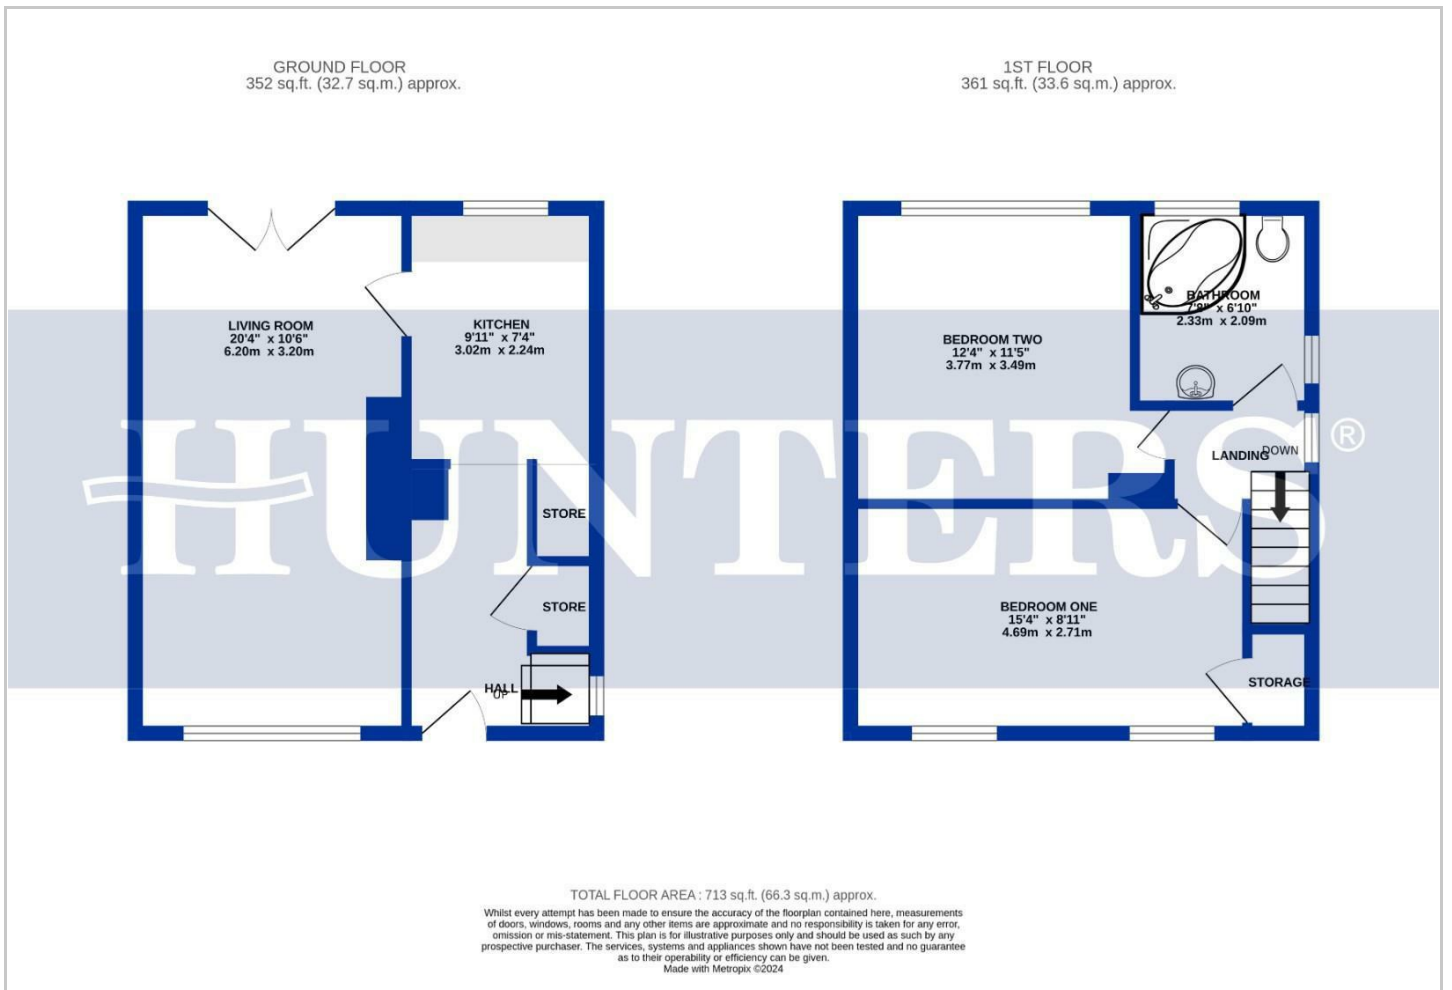 GROUND FLOOR
352 sq.ft. (32.7 sq.m.) approx.
1ST FLOOR
361 sq.ft. (33.6 sq.m.) approx.
LIVING ROOM
20'4" x 10'6"
6.20m x 3.20m
KITCHEN
9'11" x 7'4"
3.02m x 2.24m
STORE
STORE
HALL
UP
BEDROOM TWO
12'4" x 11'5"
3.77m x 3.49m
BATHROOM
7'8" x 6'10"
2.33m x 2.09m
LANDING
DOWN
BEDROOM ONE
15'4" x 8'11"
4.69m x 2.71m
STORAGE
HUNTERS®
TOTAL FLOOR AREA : 713 sq.ft. (66.3 sq.m.) approx.
Whilst every attempt has been made to ensure the accuracy of the floorplan contained here, measurements
of doors, windows, rooms and any other items are approximate and no responsibility is taken for any error,
omission or mis-statement. This plan is for illustrative purposes only and should be used as such by any
prospective purchaser. The services, systems and appliances shown have not been tested and no guarantee
as to their operability or efficiency can be given.
Made with Metropix ©2024